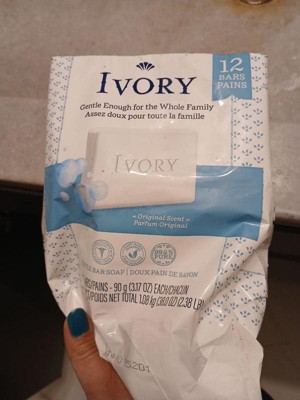 12
BARS
PAINS
IVORY
Gentle Enough for the Whole Family
Assez doux pour toute la famille
IVORY
Original Scent
Parfum Original
BAR SOAP | DOUX PAIN DE SAVON
PAINS - 90 g (3.17 OZ) EACH/CHACUN
POIDS NET TOTAL 1.08 kg (38.0 OZ) (2.38 LB)